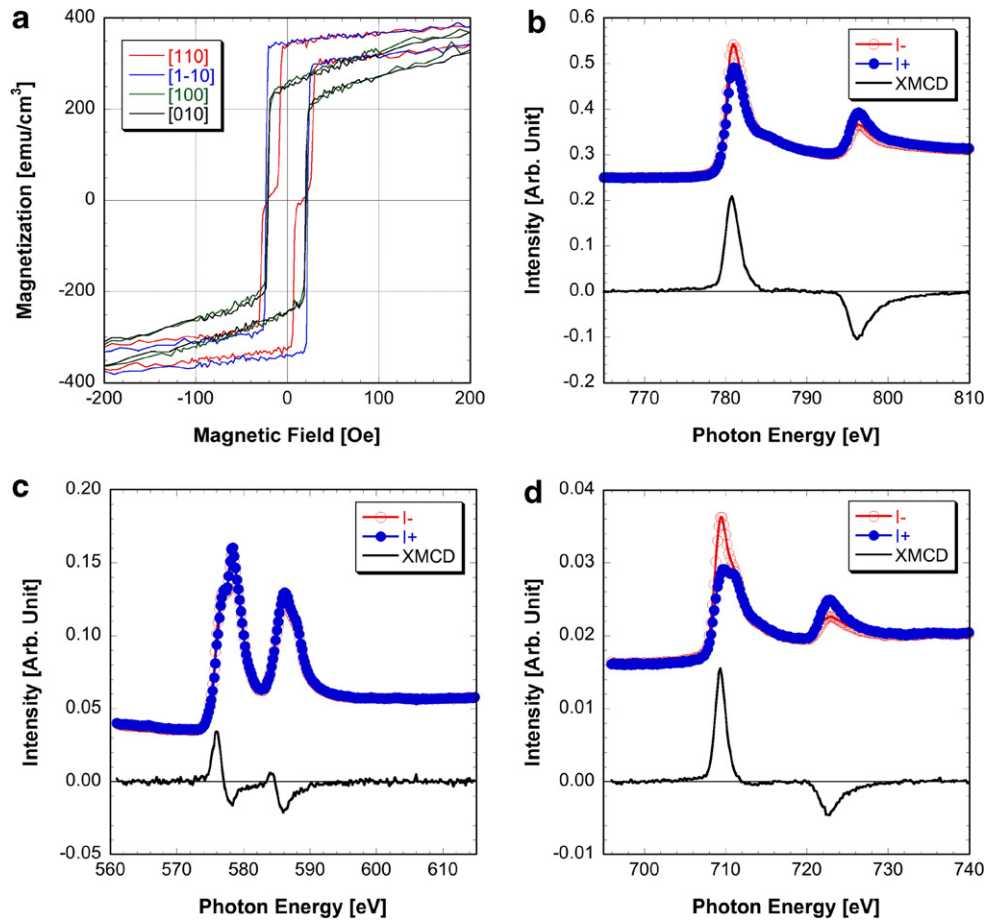 a
[110]
[1-10]
[100]
[010]
400
200
0
-200
-400
-200
-100
0
100
200
Magnetization [emu/cm3]
Magnetic Field [Oe]
b
I-
I+
XMCD
0.6
0.5
0.4
0.3
0.2
0.1
0.0
-0.1
-0.2
770
780
790
800
810
Intensity [Arb. Unit]
Photon Energy [eV]
c
I-
I+
XMCD
0.20
0.15
0.10
0.05
0.00
-0.05
560
570
580
590
600
610
Intensity [Arb. Unit]
Photon Energy [eV]
d
I-
I+
XMCD
0.04
0.03
0.02
0.01
0.00
-0.01
700
710
720
730
740
Intensity [Arb. Unit]
Photon Energy [eV]